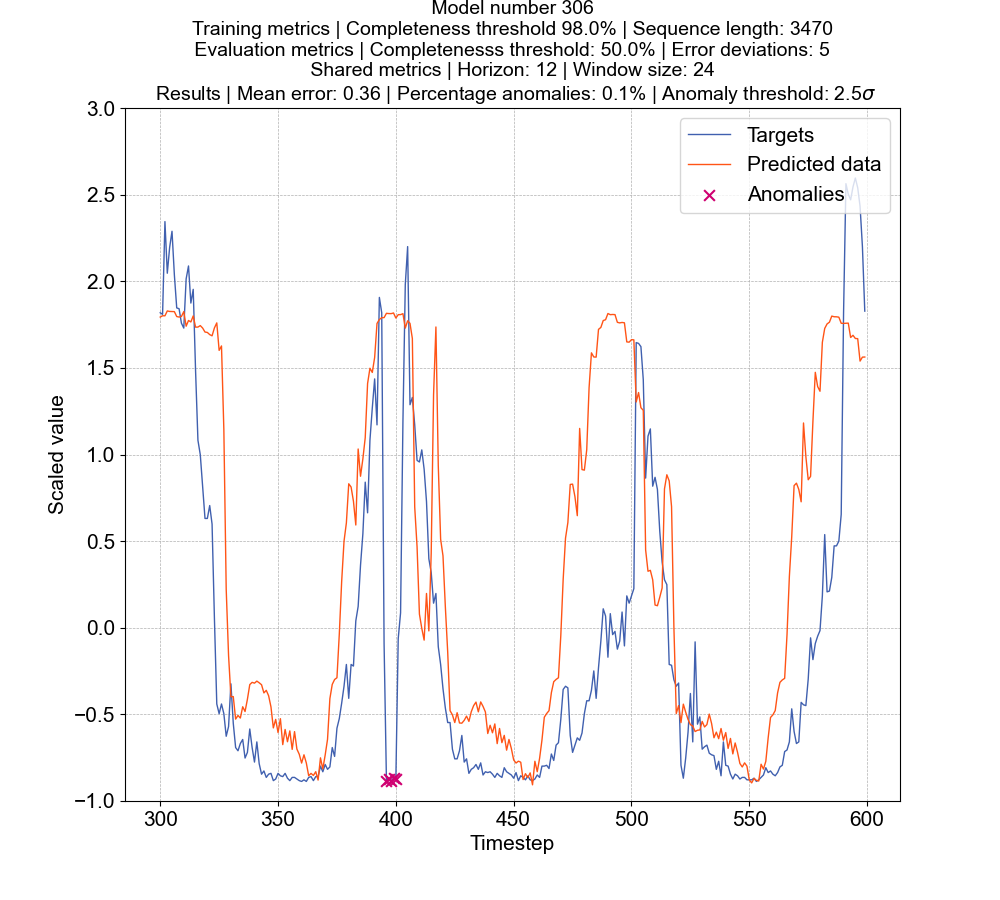 Model number 306
Training metrics | Completeness threshold 98.0% | Sequence length: 3470
Evaluation metrics | Completenesss threshold: 50.0% | Error deviations: 5
Shared metrics | Horizon: 12 | Window size: 24
Results | Mean error: 0.36 | Percentage anomalies: 0.1% | Anomaly threshold: 2.5σ
Targets
Predicted data
Anomalies
3.0
2.5
2.0
1.5
1.0
0.5
0.0
−0.5
−1.0
Scaled value
300
350
400
450
500
550
600
Timestep